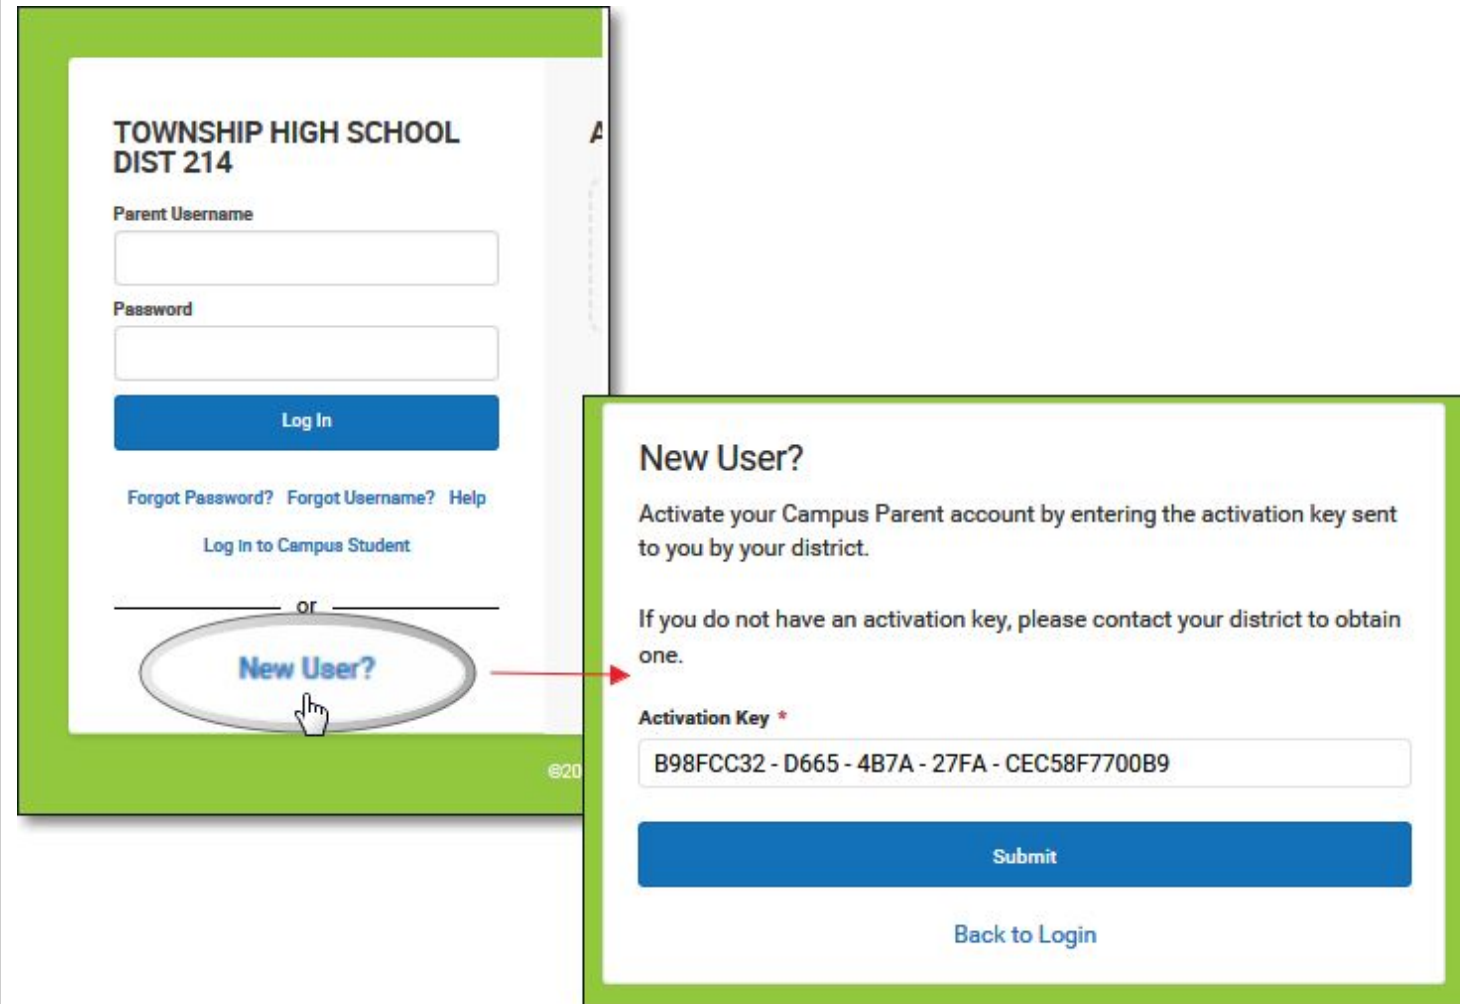 TOWNSHIP HIGH SCHOOL
DIST 214
Parent Username
Password
Log In
Forgot Password? Forgot Username? Help
Log in to Campus Student
or
New User?
©20
A
New User?
Activate your Campus Parent account by entering the activation key sent
to you by your district.
If you do not have an activation key, please contact your district to obtain
one.
Activation Key *
B98FCC32 - D665 - 4B7A - 27FA - CEC58F7700B9
Submit
Back to Login